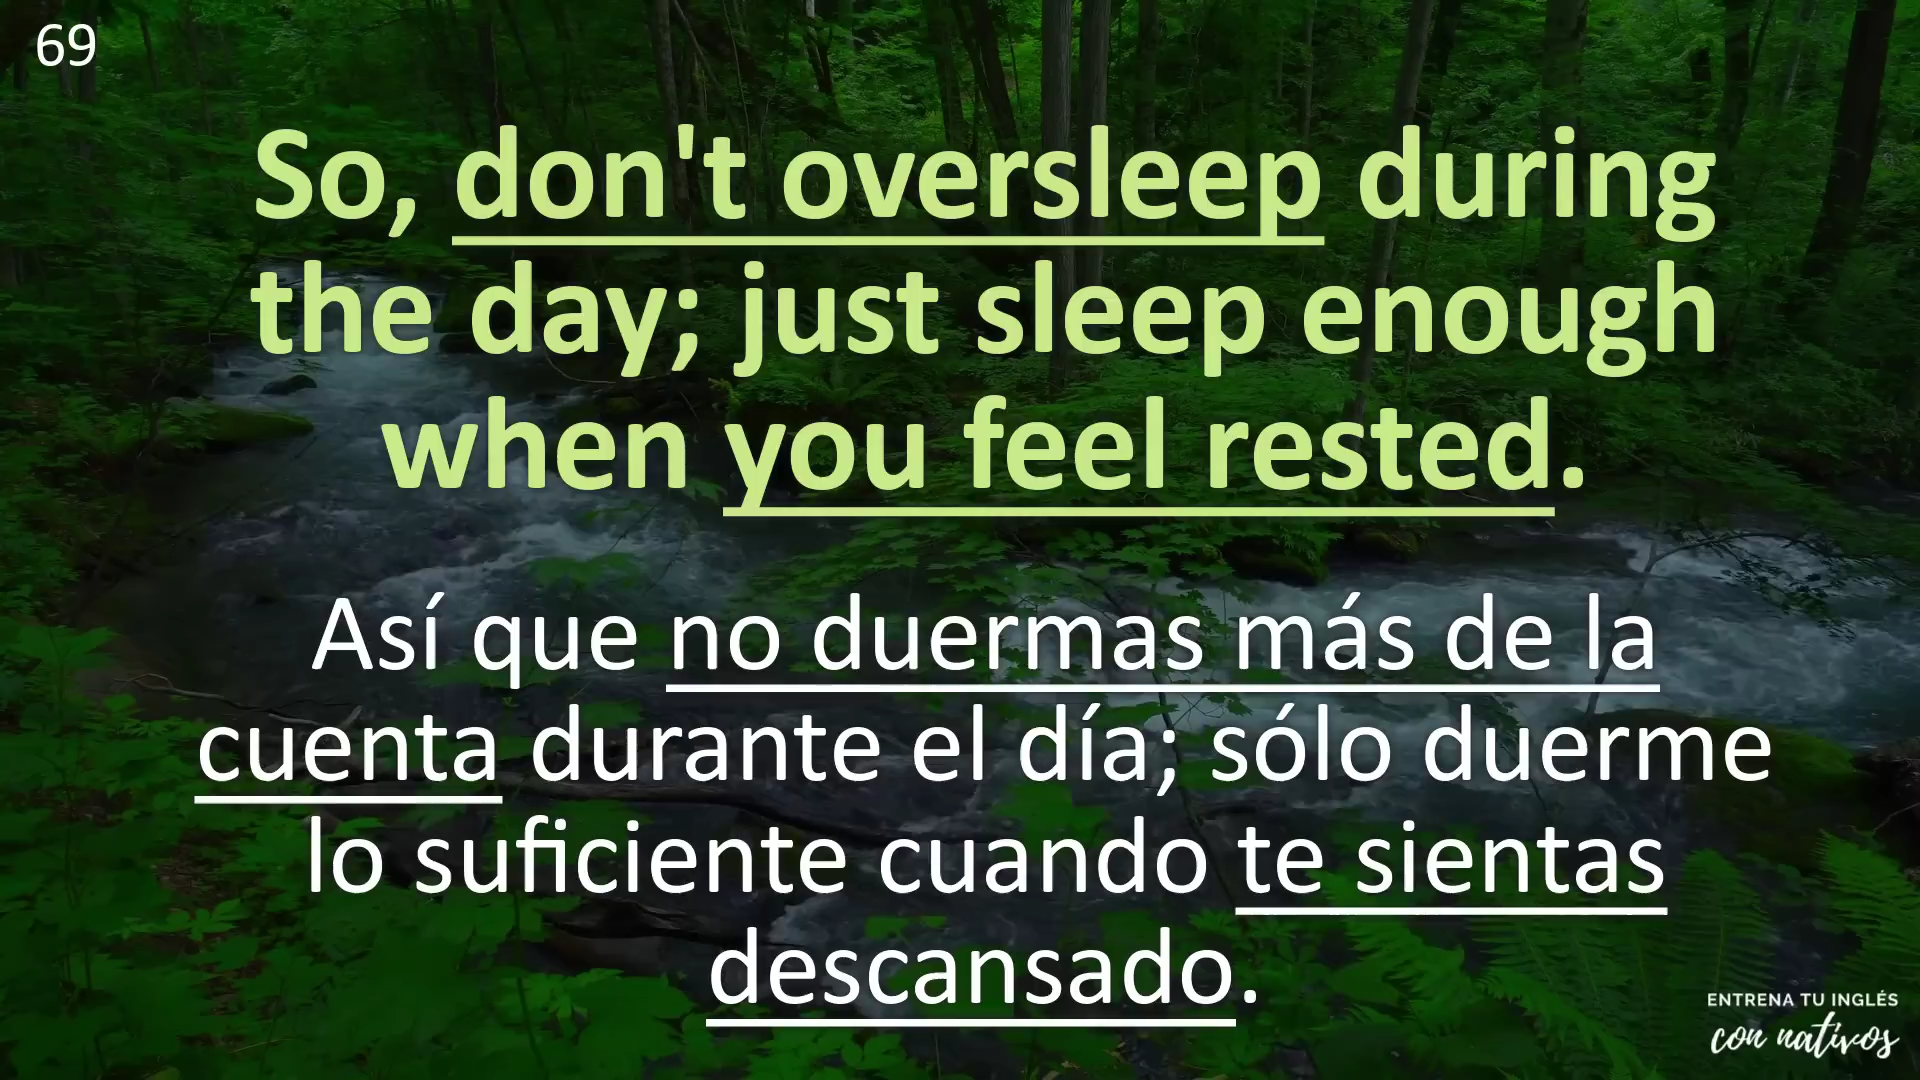 69
So, don't oversleep during
the day; just sleep enough
when you feel rested.
Así que no duermas más de la
cuenta durante el día; sólo duerme
lo suficiente cuando te sientas
descansado.
ENTRENA TU INGLÉS
con nativos